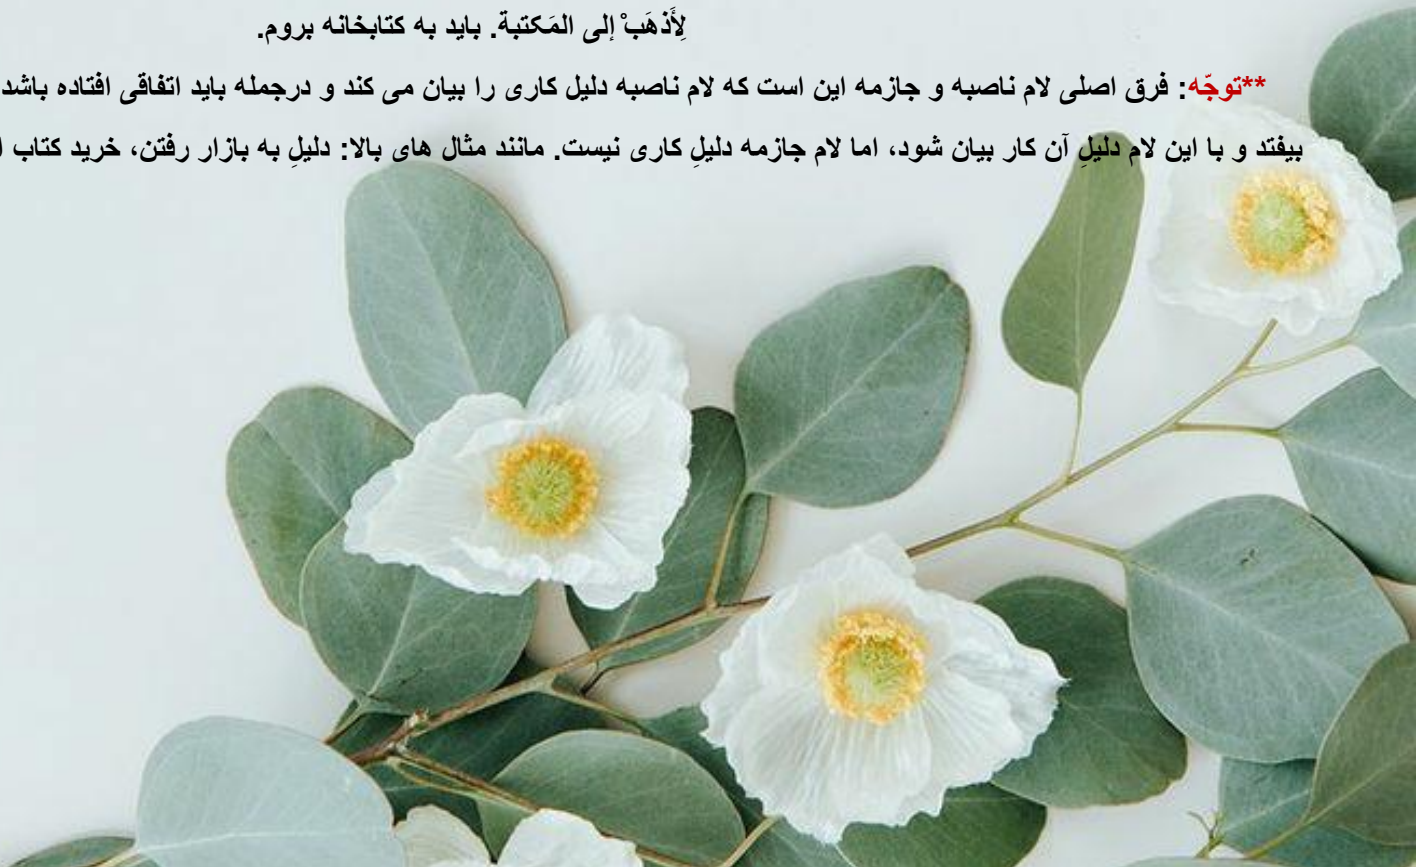 لِأَذهَبْ إلی المَکتبة. باید به کتابخانه بروم.
**توجّه: فرق اصلی لام ناصبه و جازمه این است که لام ناصبه دلیل کاری را بیان می کند و درجمله باید اتفاقی افتاده باشد
بیفتد و با این لام دلیلِ آن کار بیان شود، اما لام جازمه دلیلِ کاری نیست. مانند مثال های بالا: دلیلِ به بازار رفتن، خرید کتاب